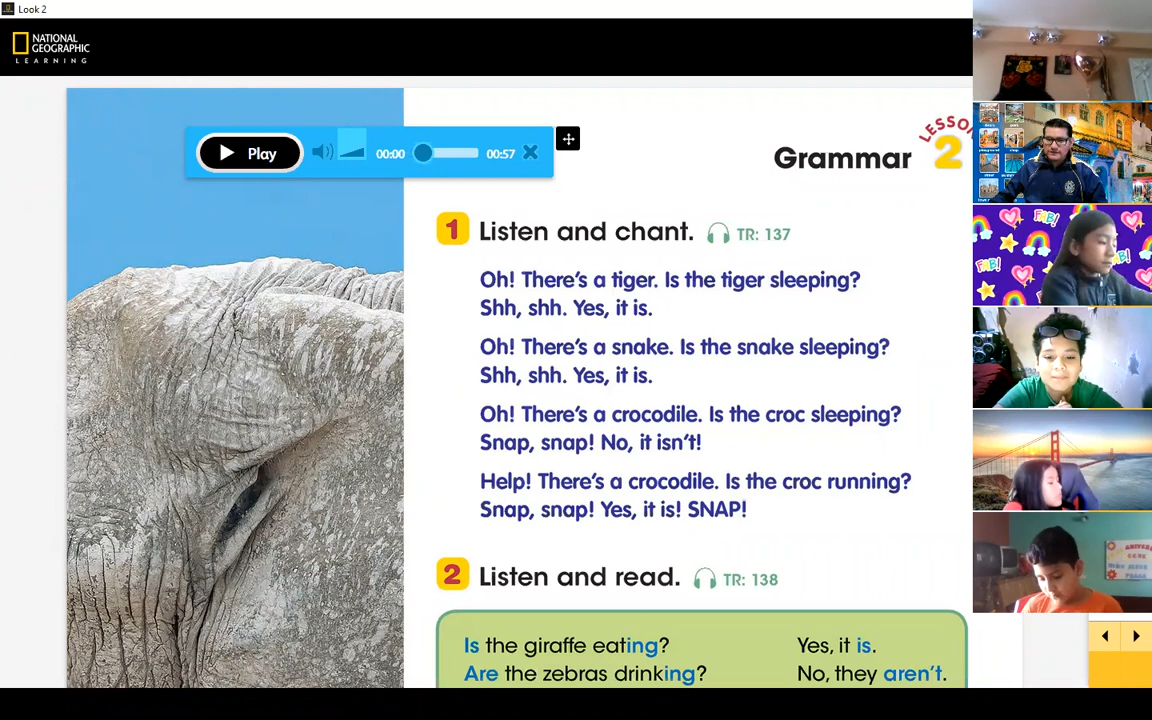 Look 2
NATIONAL
GEOGRAPHIC
LEARNING
Play
00:00
00:57
LESSO
Grammar 2
1 Listen and chant. TR: 137
Oh! There's a tiger. Is the tiger sleeping?
Shh, shh. Yes, it is.
Oh! There's a snake. Is the snake sleeping?
Shh, shh. Yes, it is.
Oh! There's a crocodile. Is the croc sleeping?
Snap, snap! No, it isn't!
Help! There's a crocodile. Is the croc running?
Snap, snap! Yes, it is! SNAP!
2 Listen and read. TR: 138
Is the giraffe eating? Yes, it is.
Are the zebras drinking? No, they aren't.
FAB!
FAB!
FAB!